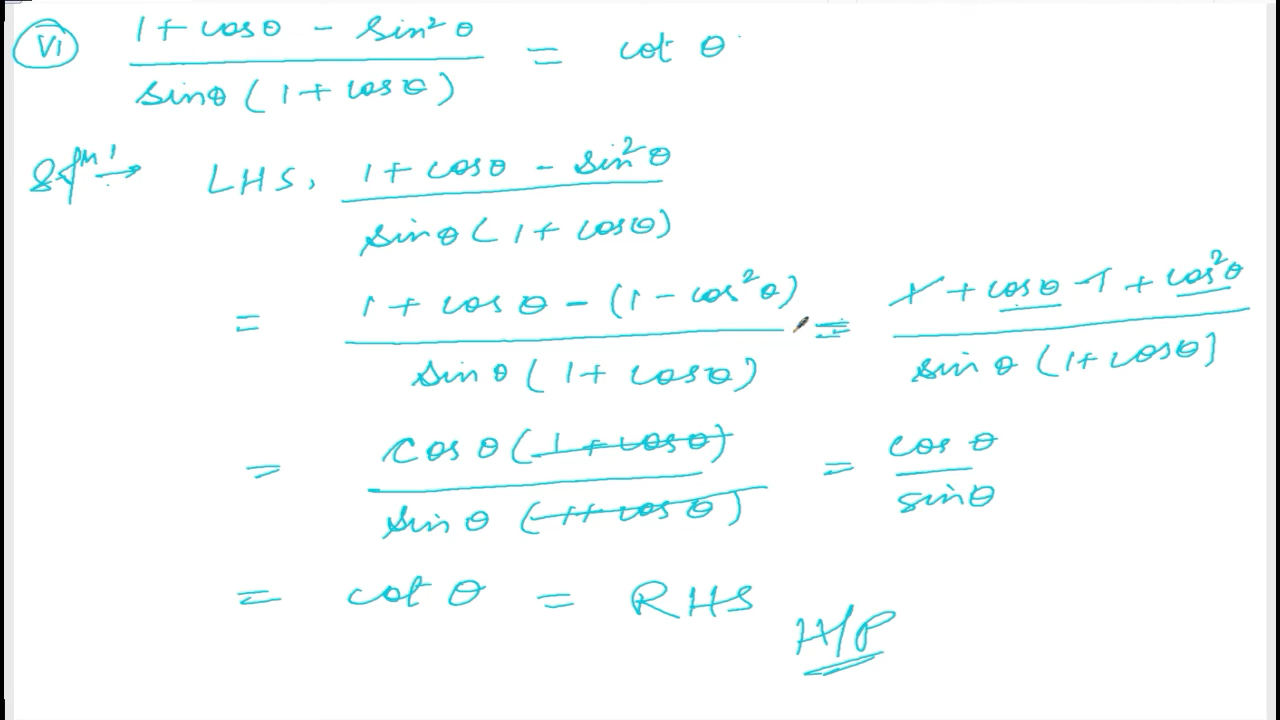 (VI) (1 + cosθ - sin²θ) / (sinθ (1 + cosθ)) = cot θ
Solⁿ → LHS, (1 + cosθ - sin²θ) / (sinθ (1 + cosθ))
= (1 + cosθ - (1 - cos²θ)) / (sinθ (1 + cosθ)) = (1 + cosθ - 1 + cos²θ) / (sinθ (1 + cosθ))
= (cosθ (1 + cosθ)) / (sinθ (1 + cosθ)) = cosθ / sinθ
= cot θ = RHS
H/P